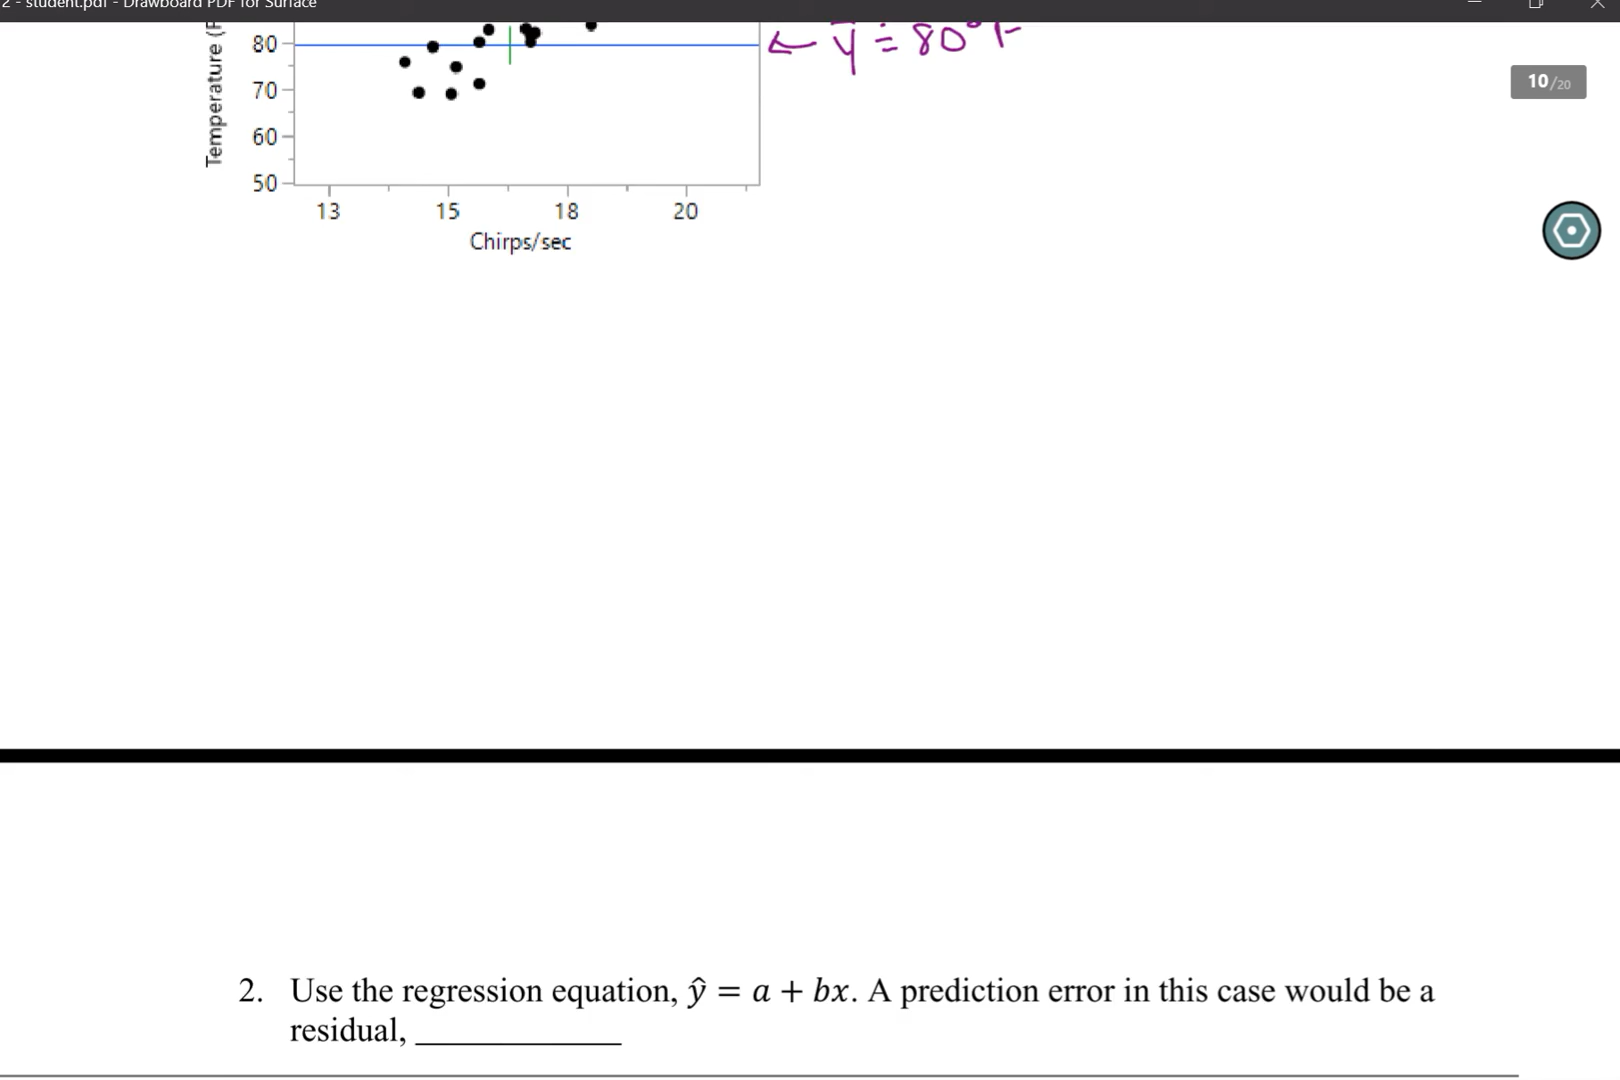 2 - student.pdf - Drawboard PDF for Surface
Temperature (F
80
70
60
50
ȳ ≐ 80°F
10/20
13 15 18 20
Chirps/sec
2. Use the regression equation, ŷ = a + bx. A prediction error in this case would be a
residual, ____________